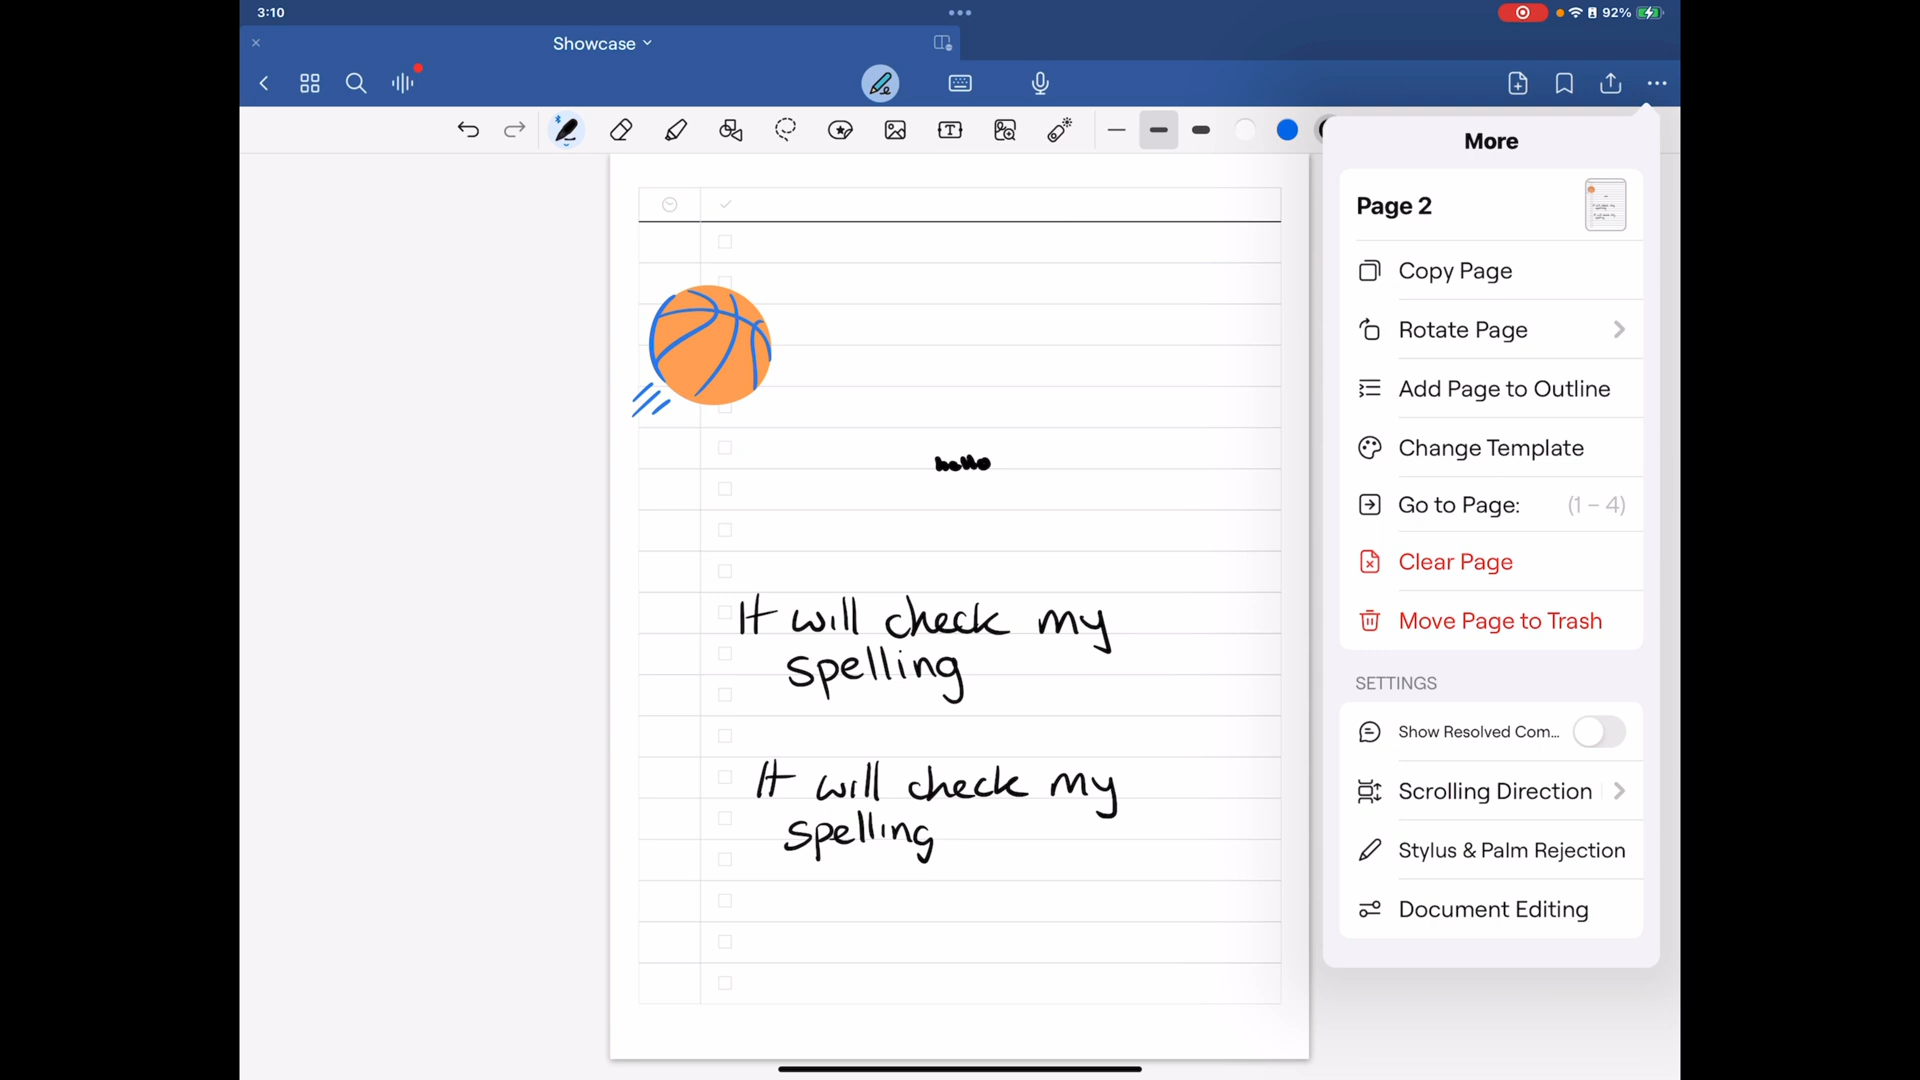 3:10
92%
Showcase
More
Page 2
Copy Page
Rotate Page
Add Page to Outline
Change Template
Go to Page: (1 – 4)
Clear Page
Move Page to Trash
SETTINGS
Show Resolved Com...
Scrolling Direction
Stylus & Palm Rejection
Document Editing
hello
It will check my
spelling
It will check my
spelling